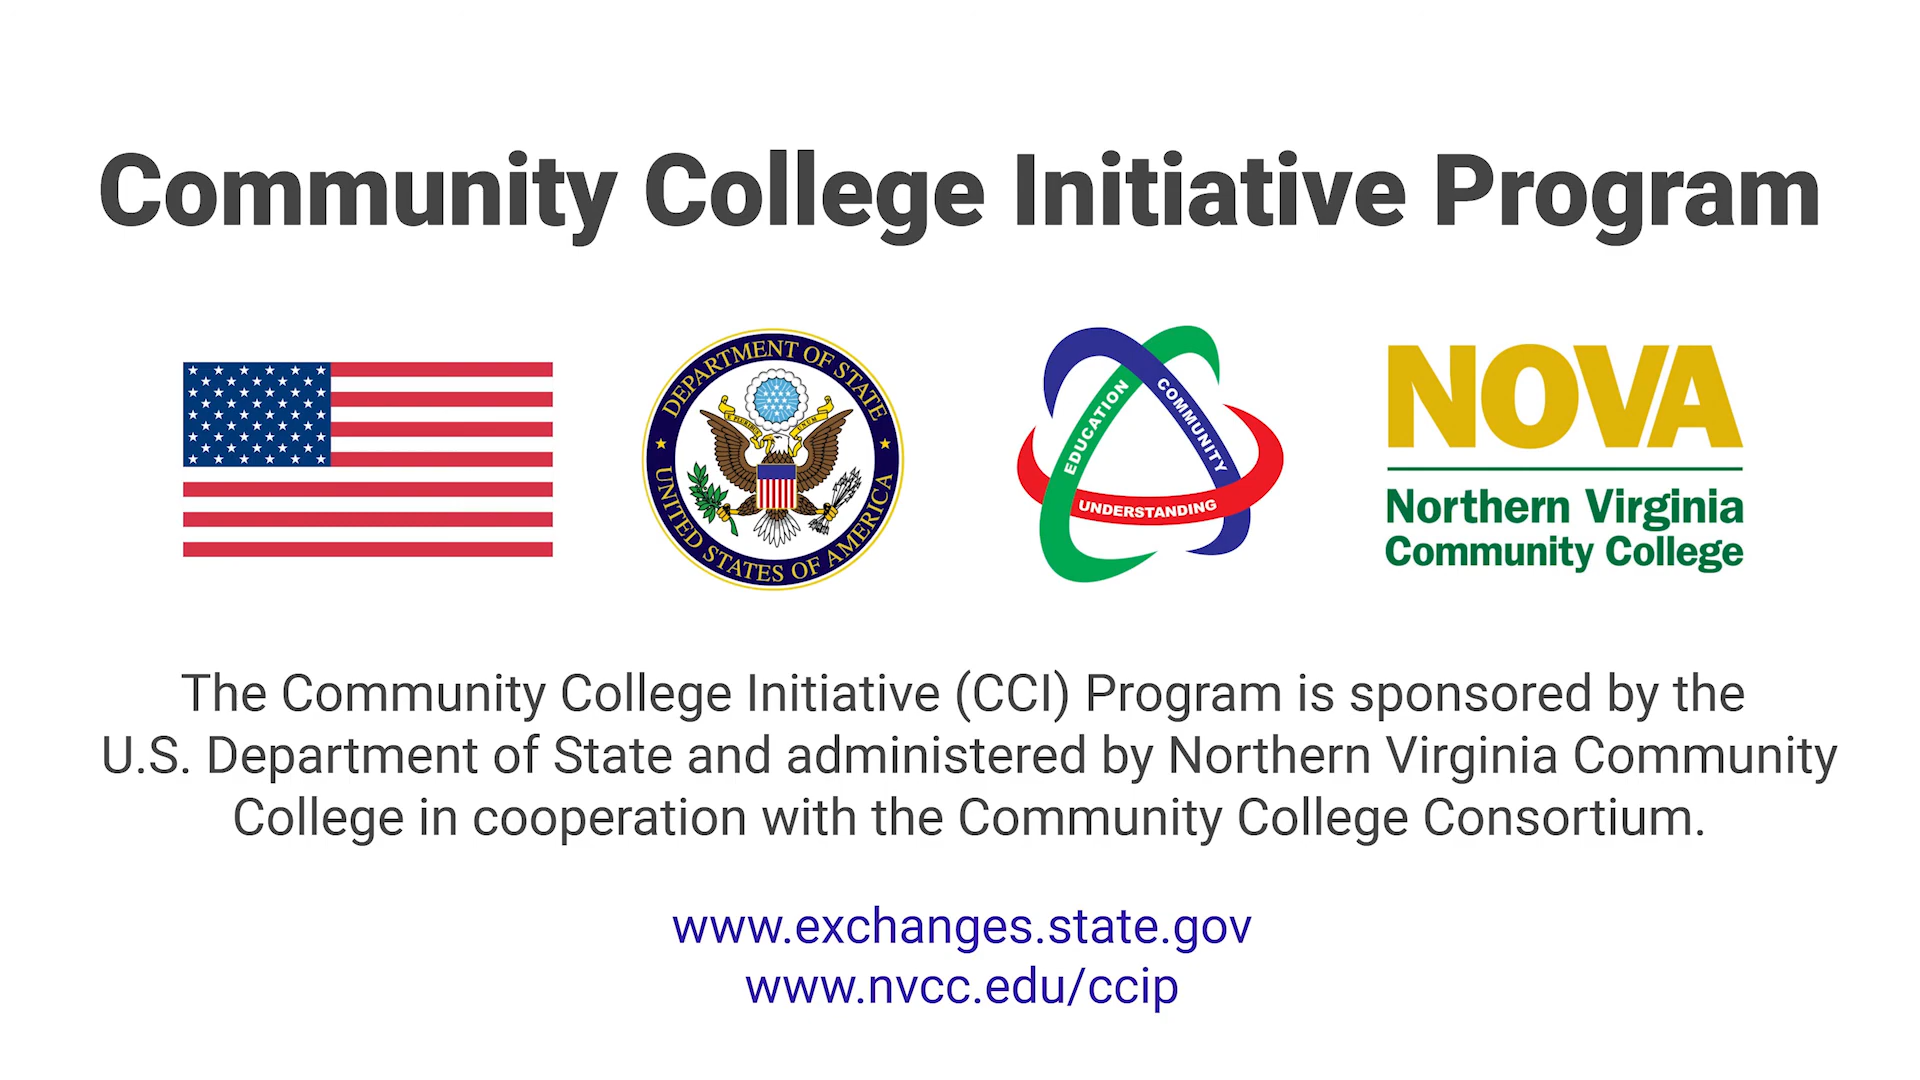 Community College Initiative Program
DEPARTMENT OF STATE
UNITED STATES OF AMERICA
EDUCATION
COMMUNITY
UNDERSTANDING
NOVA
Northern Virginia
Community College
The Community College Initiative (CCI) Program is sponsored by the
U.S. Department of State and administered by Northern Virginia Community
College in cooperation with the Community College Consortium.
www.exchanges.state.gov
www.nvcc.edu/ccip